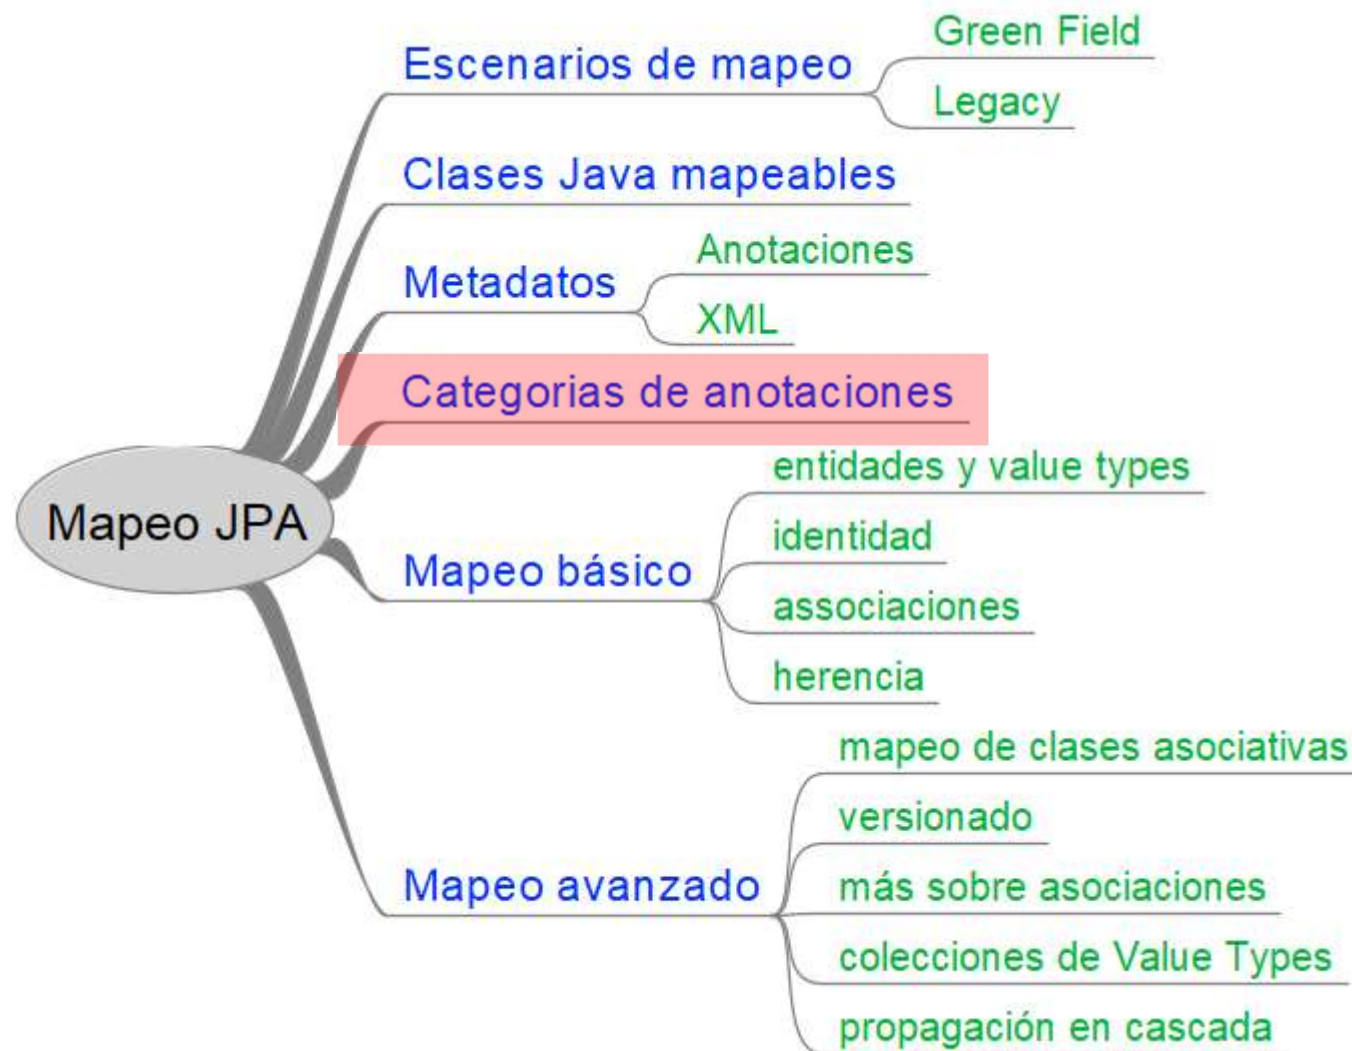 Mapeo JPA
Escenarios de mapeo
Green Field
Legacy
Clases Java mapeables
Metadatos
Anotaciones
XML
Categorias de anotaciones
Mapeo básico
entidades y value types
identidad
associaciones
herencia
Mapeo avanzado
mapeo de clases asociativas
versionado
más sobre asociaciones
colecciones de Value Types
propagación en cascada